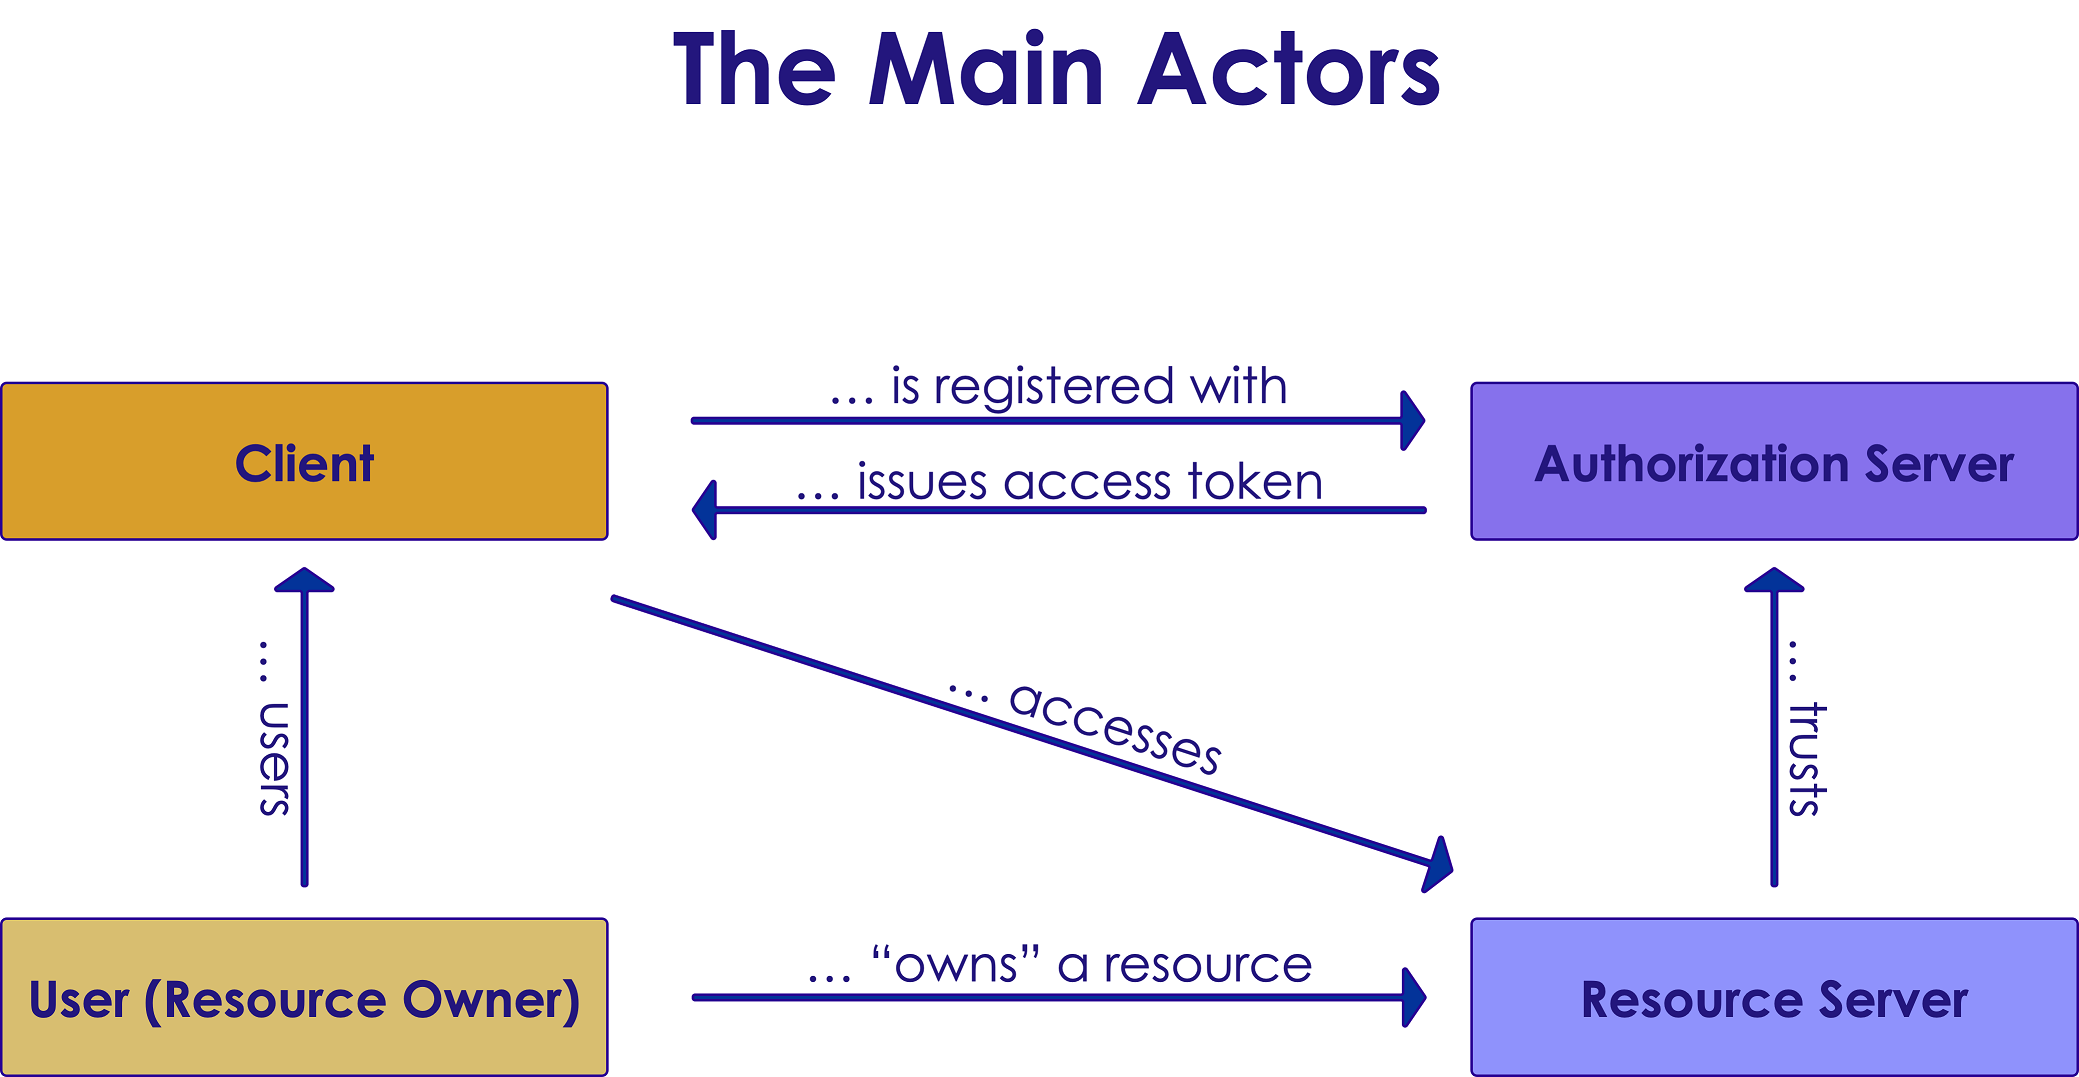 The Main Actors
... is registered with
Client
Authorization Server
... issues access token
... users
... accesses
... trusts
... “owns” a resource
User (Resource Owner)
Resource Server